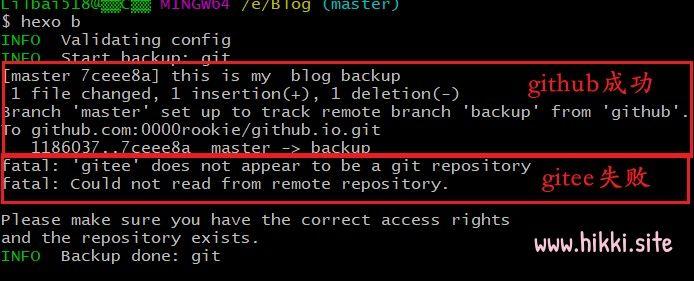 MINGW64 /e/Blog (master)
$ hexo b
INFO  Validating config
INFO  Start backup: git
[master 7ceee8a] this is my  blog backup
 1 file changed, 1 insertion(+), 1 deletion(-)
Branch 'master' set up to track remote branch 'backup' from 'github'.
To github.com:0000rookie/github.io.git
   1186037..7ceee8a  master -> backup
github成功
fatal: 'gitee' does not appear to be a git repository
fatal: Could not read from remote repository.
gitee失败
Please make sure you have the correct access rights
and the repository exists.
INFO  Backup done: git
www.hikki.site